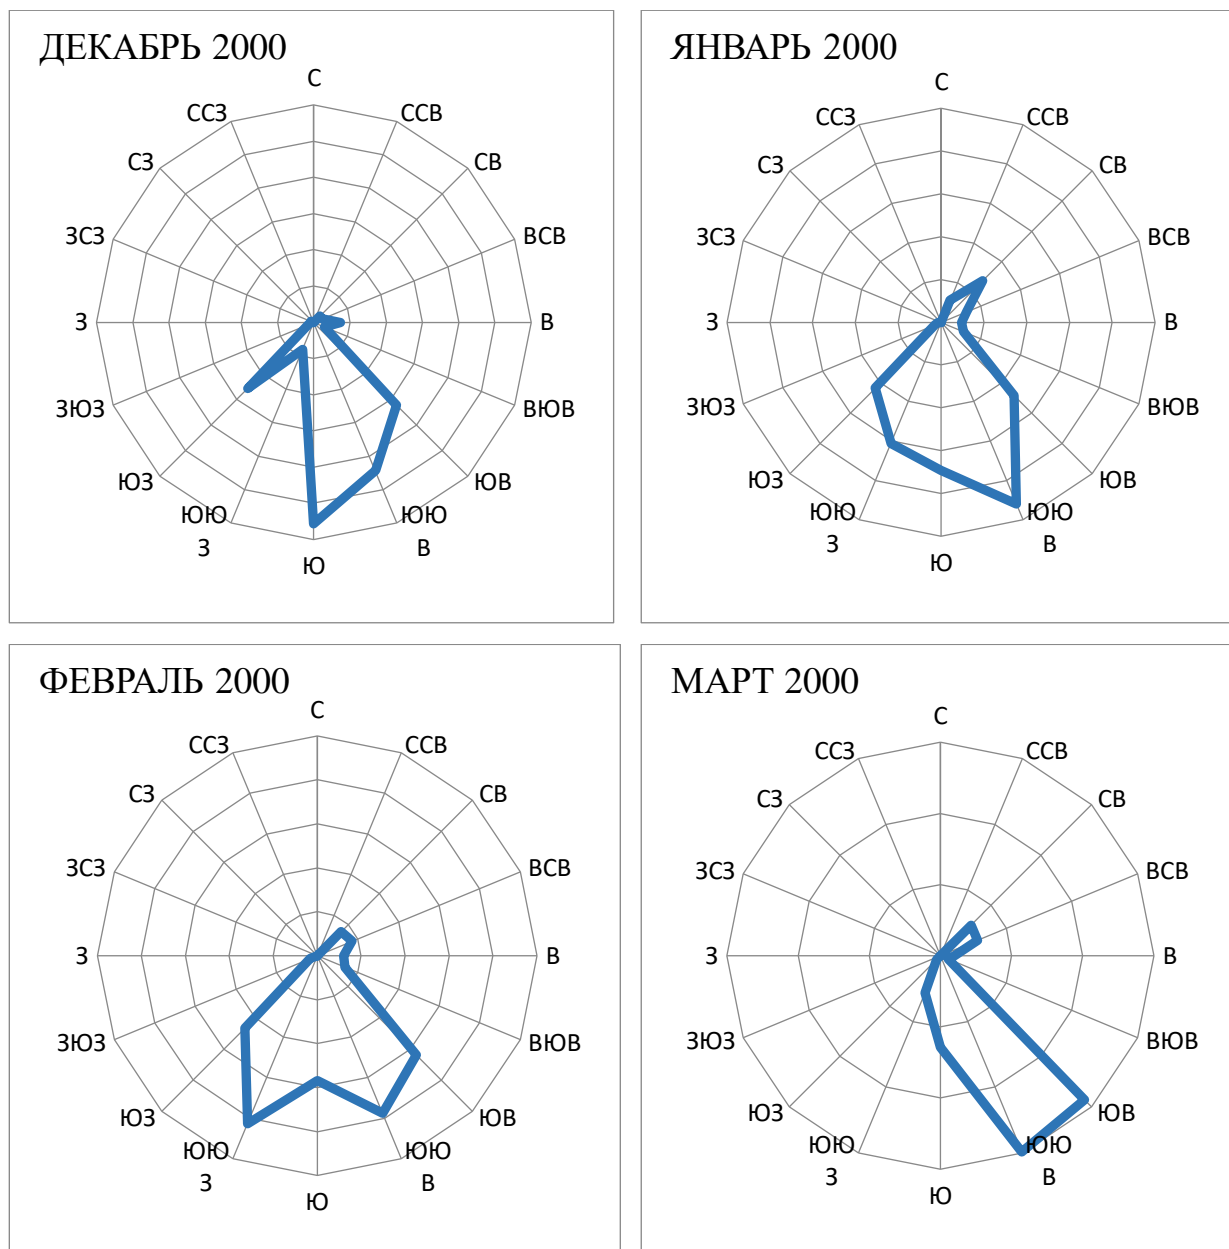 ДЕКАБРЬ 2000
С
ССВ
СВ
ВСВ
В
ВЮВ
ЮВ
ЮЮ
В
Ю
ЮЮ
З
ЮЗ
ЗЮЗ
З
ЗСЗ
СЗ
ССЗ
ЯНВАРЬ 2000
С
ССВ
СВ
ВСВ
В
ВЮВ
ЮВ
ЮЮ
В
Ю
ЮЮ
З
ЮЗ
ЗЮЗ
З
ЗСЗ
СЗ
ССЗ
ФЕВРАЛЬ 2000
С
ССВ
СВ
ВСВ
В
ВЮВ
ЮВ
ЮЮ
В
Ю
ЮЮ
З
ЮЗ
ЗЮЗ
З
ЗСЗ
СЗ
ССЗ
МАРТ 2000
С
ССВ
СВ
ВСВ
В
ВЮВ
ЮВ
ЮЮ
В
Ю
ЮЮ
З
ЮЗ
ЗЮЗ
З
ЗСЗ
СЗ
ССЗ